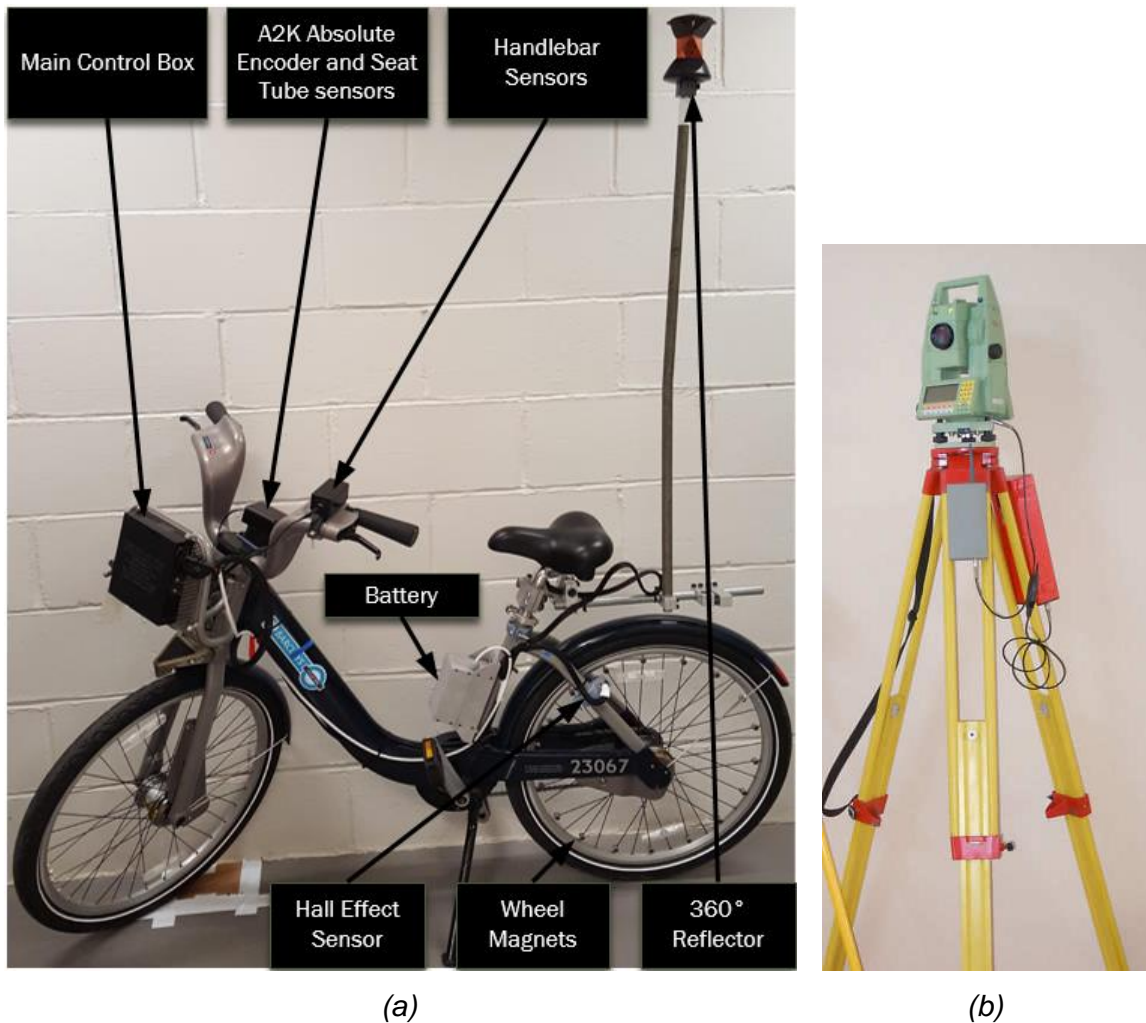 Main Control Box
A2K Absolute
Encoder and Seat
Tube sensors
Handlebar
Sensors
Battery
23067
Hall Effect
Sensor
Wheel
Magnets
360°
Reflector
(a)
(b)